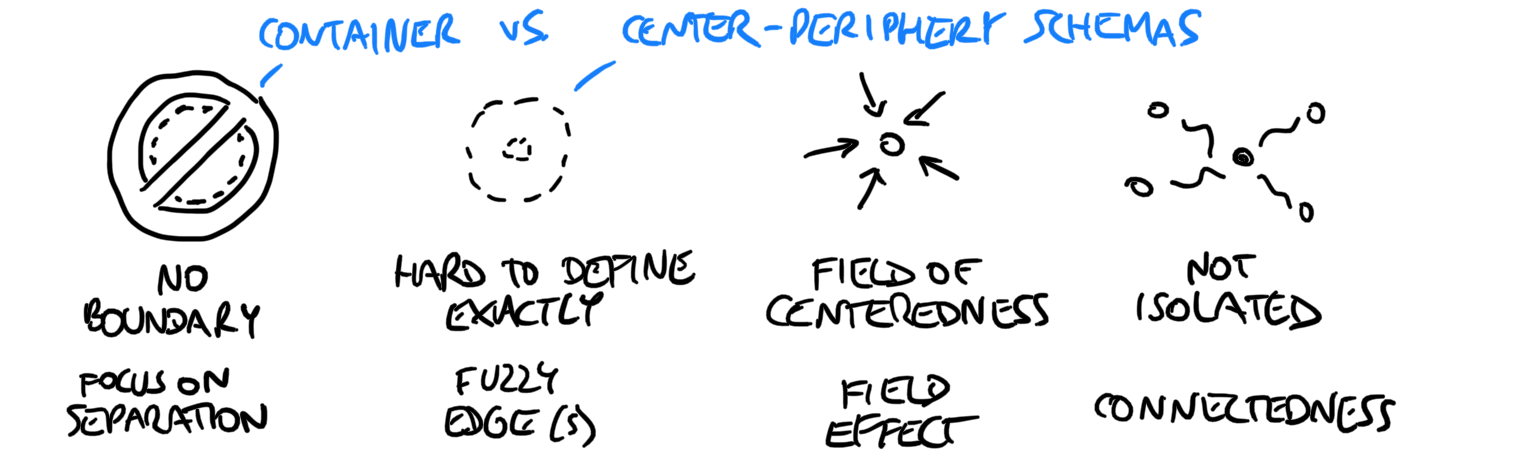 CONTAINER VS CENTER-PERIPHERY SCHEMAS
NO
BOUNDARY
HARD TO DEFINE
EXACTLY
FIELD OF
CENTEREDNESS
NOT
ISOLATED
FOCUS ON
SEPARATION
FUZZY
EDGE(S)
FIELD
EFFECT
CONNECTEDNESS